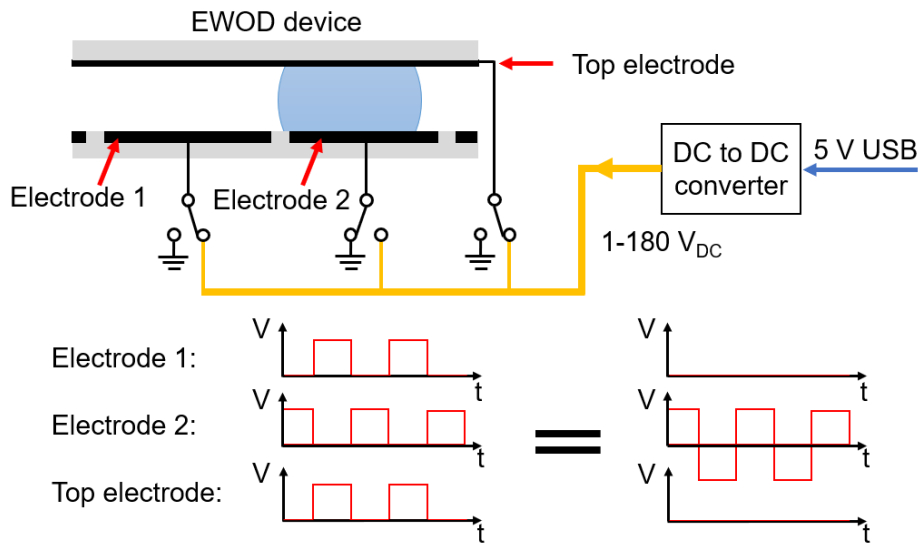 EWOD device
Top electrode
DC to DC
converter
5 V USB
Electrode 1
Electrode 2
1-180 VDC
Electrode 1:
V
t
V
t
Electrode 2:
V
t
V
t
Top electrode:
V
t
V
t